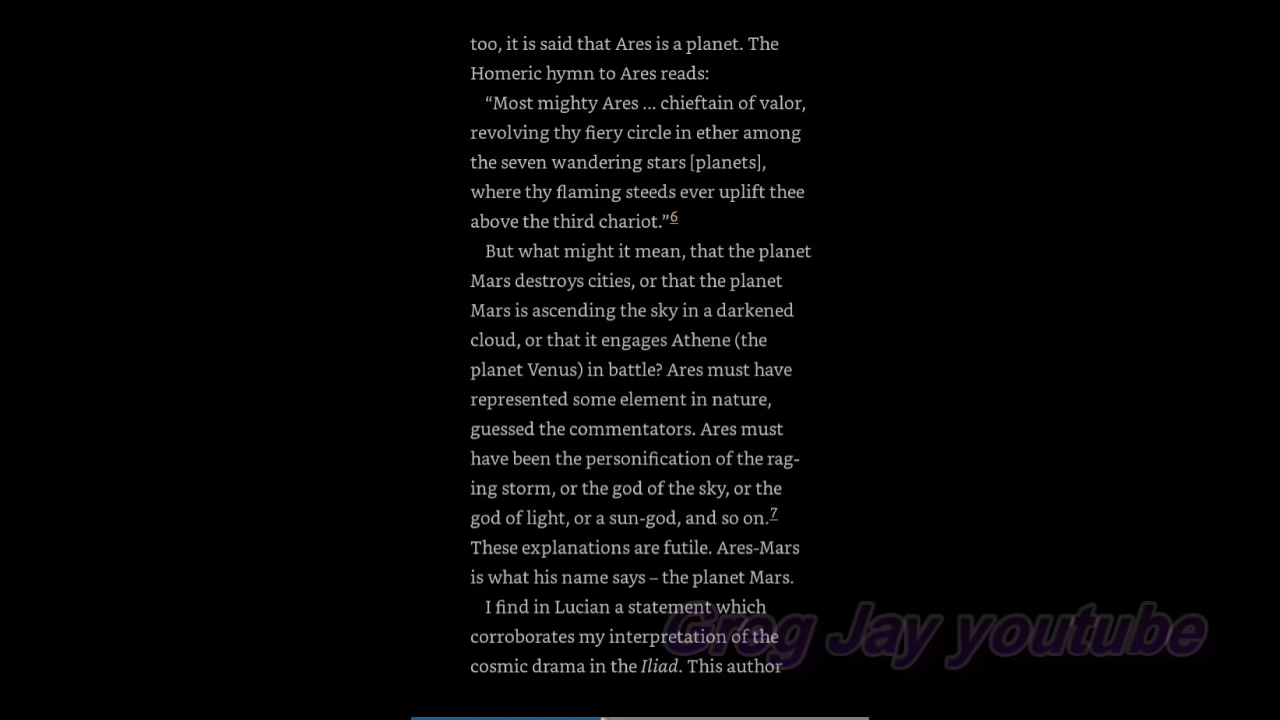 too, it is said that Ares is a planet. The
Homeric hymn to Ares reads:
“Most mighty Ares ... chieftain of valor,
revolving thy fiery circle in ether among
the seven wandering stars [planets],
where thy flaming steeds ever uplift thee
above the third chariot.”6
But what might it mean, that the planet
Mars destroys cities, or that the planet
Mars is ascending the sky in a darkened
cloud, or that it engages Athene (the
planet Venus) in battle? Ares must have
represented some element in nature,
guessed the commentators. Ares must
have been the personification of the rag-
ing storm, or the god of the sky, or the
god of light, or a sun-god, and so on.7
These explanations are futile. Ares-Mars
is what his name says – the planet Mars.
I find in Lucian a statement which
corroborates my interpretation of the
cosmic drama in the Iliad. This author
Greg Jay youtube